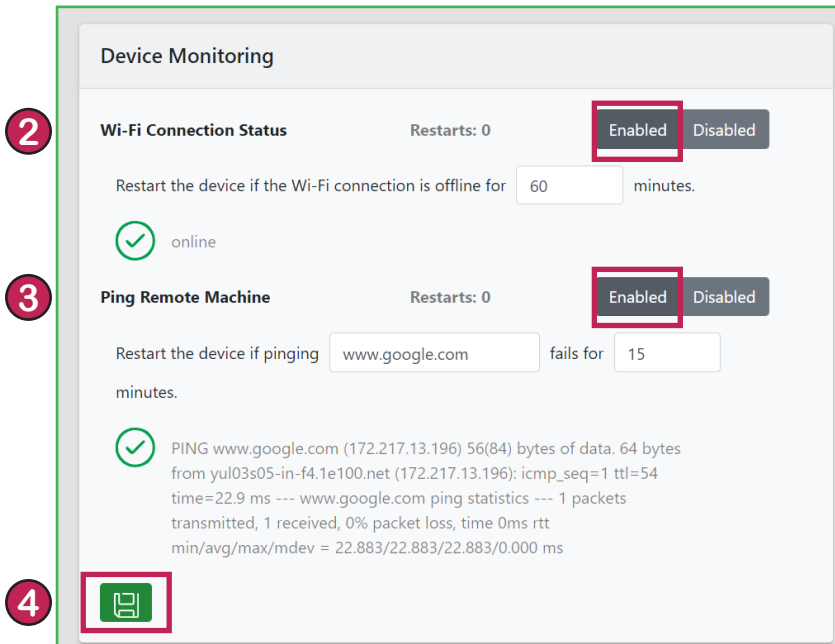 Device Monitoring
2 Wi-Fi Connection Status Restarts: 0 Enabled Disabled
Restart the device if the Wi-Fi connection is offline for 60 minutes.
online
3 Ping Remote Machine Restarts: 0 Enabled Disabled
Restart the device if pinging www.google.com fails for 15
minutes.
PING www.google.com (172.217.13.196) 56(84) bytes of data. 64 bytes
from yul03s05-in-f4.1e100.net (172.217.13.196): icmp_seq=1 ttl=54
time=22.9 ms --- www.google.com ping statistics --- 1 packets
transmitted, 1 received, 0% packet loss, time 0ms rtt
min/avg/max/mdev = 22.883/22.883/22.883/0.000 ms
4